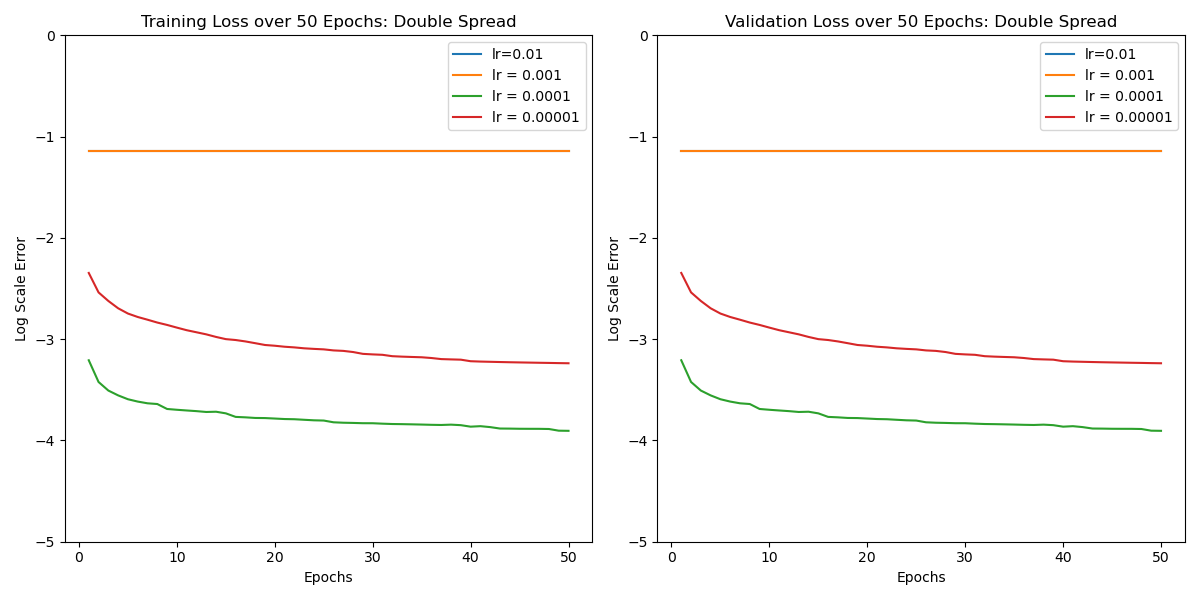 Training Loss over 50 Epochs: Double Spread
0
−1
−2
−3
−4
−5
Log Scale Error
lr=0.01
lr = 0.001
lr = 0.0001
lr = 0.00001
0
10
20
30
40
50
Epochs
Validation Loss over 50 Epochs: Double Spread
0
−1
−2
−3
−4
−5
Log Scale Error
lr=0.01
lr = 0.001
lr = 0.0001
lr = 0.00001
0
10
20
30
40
50
Epochs